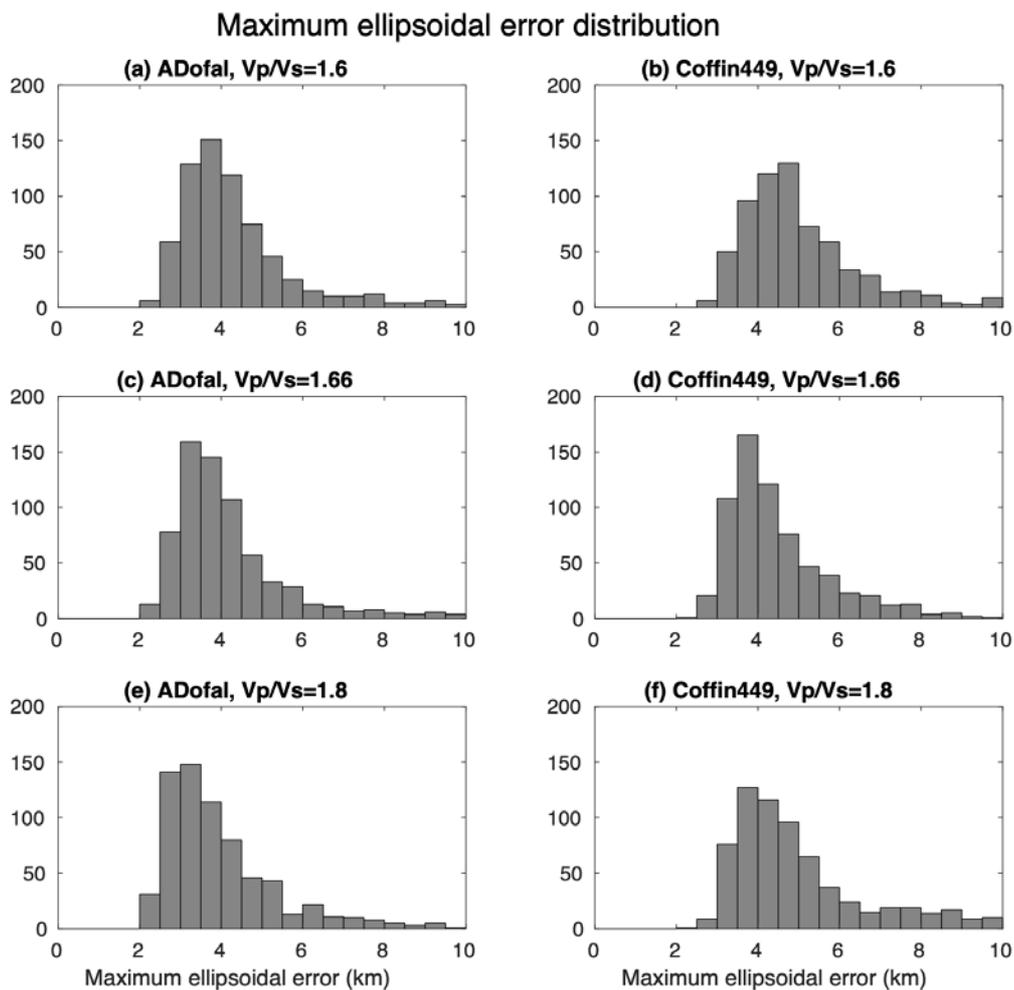 Maximum ellipsoidal error distribution
(a) ADofal, Vp/Vs=1.6
(b) Coffin449, Vp/Vs=1.6
200
150
100
50
0
0 2 4 6 8 10
200
150
100
50
0
0 2 4 6 8 10
(c) ADofal, Vp/Vs=1.66
(d) Coffin449, Vp/Vs=1.66
200
150
100
50
0
0 2 4 6 8 10
200
150
100
50
0
0 2 4 6 8 10
(e) ADofal, Vp/Vs=1.8
(f) Coffin449, Vp/Vs=1.8
200
150
100
50
0
0 2 4 6 8 10
Maximum ellipsoidal error (km)
200
150
100
50
0
0 2 4 6 8 10
Maximum ellipsoidal error (km)